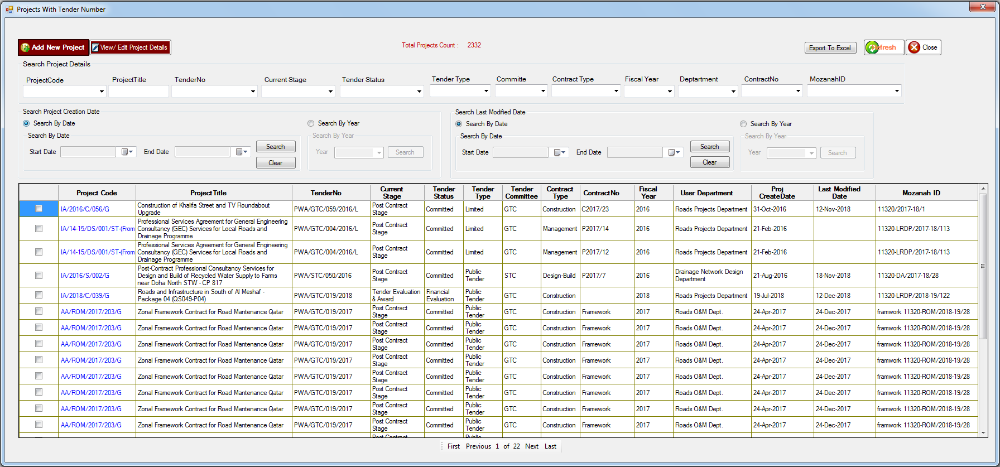 Projects With Tender Number
Add New Project View/ Edit Project Details Total Projects Count : 2332 Export To Excel Refresh Close
Search Project Details
ProjectCode ProjectTitle TenderNo Current Stage Tender Status Tender Type Committe Contract Type Fiscal Year Deptartment ContractNo MozanahID
Search Project Creation Date Search Last Modified Date
Search By Date Search By Year Search By Date Search By Year
Search By Date Search By Year Search By Date Search By Year
Start Date End Date Search Year Search Start Date End Date Search Year Search
Clear Clear
Project Code Project Title TenderNo Current Stage Tender Status Tender Type Tender Committee Contract Type ContractNo Fiscal Year User Department Proj CreateDate Last Modified Date Mozanah ID
IA/2016/C/056/G Construction of Khalifa Street and TV Roundabout Upgrade PWA/GTC/059/2016/L Post Contract Stage Committed Limited GTC Construction C2017/23 2016 Roads Projects Department 31-Oct-2016 12-Nov-2018 11320/2017-18/1
IA/14-15/DS/001/ST-(From Professional Services Agreement for General Engineering Consultancy (GEC) Services for Local Roads and Drainage Programme PWA/GTC/004/2016/L Post Contract Stage Committed Limited GTC Management P2017/14 2016 Roads Projects Department 21-Feb-2016 11320-LRDP/2017-18/113
IA/14-15/DS/001/ST-(From Professional Services Agreement for General Engineering Consultancy (GEC) Services for Local Roads and Drainage Programme PWA/GTC/004/2016/L Post Contract Stage Committed Limited GTC Management P2017/12 2016 Roads Projects Department 21-Feb-2016 11320-LRDP/2017-18/113
IA/2016/S/002/G Post-Contract Professional Consultancy Services for Design and Build of Recycled Water Supply to Farms near Doha North STW - CP 817 PWA/STC/050/2016 Post Contract Stage Committed Public Tender STC Design-Build P2017/7 2016 Drainage Network Design Department 21-Aug-2016 18-Nov-2018 11320-DA/2017-18/28
IA/2018/C/039/G Roads and Infrastructure in South of Al Meshaf - Package 04 (QS049-P04) PWA/GTC/019/2018 Tender Evaluation & Award Financial Evaluation Public Tender GTC Construction 2018 Roads Projects Department 19-Jul-2018 12-Dec-2018 11320-LRDP/2018-19/122
AA/ROM/2017/203/G Zonal Framework Contract for Road Mantenance Qatar PWA/GTC/019/2017 Post Contract Stage Committed Public Tender GTC Construction Framework 2017 Roads O&M Dept. 24-Apr-2017 24-Dec-2017 framwork 11320-ROM/2018-19/28
AA/ROM/2017/203/G Zonal Framework Contract for Road Mantenance Qatar PWA/GTC/019/2017 Post Contract Stage Committed Public Tender GTC Construction Framework 2017 Roads O&M Dept. 24-Apr-2017 24-Dec-2017 framwork 11320-ROM/2018-19/28
AA/ROM/2017/203/G Zonal Framework Contract for Road Mantenance Qatar PWA/GTC/019/2017 Post Contract Stage Committed Public Tender GTC Construction Framework 2017 Roads O&M Dept. 24-Apr-2017 24-Dec-2017 framwork 11320-ROM/2018-19/28
AA/ROM/2017/203/G Zonal Framework Contract for Road Mantenance Qatar PWA/GTC/019/2017 Post Contract Stage Committed Public Tender GTC Construction Framework 2017 Roads O&M Dept. 24-Apr-2017 24-Dec-2017 framwork 11320-ROM/2018-19/28
AA/ROM/2017/203/G Zonal Framework Contract for Road Mantenance Qatar PWA/GTC/019/2017 Post Contract Stage Committed Public Tender GTC Construction Framework 2017 Roads O&M Dept. 24-Apr-2017 24-Dec-2017 framwork 11320-ROM/2018-19/28
AA/ROM/2017/203/G Zonal Framework Contract for Road Mantenance Qatar PWA/GTC/019/2017 Post Contract Stage Committed Public Tender GTC Construction Framework 2017 Roads O&M Dept. 24-Apr-2017 24-Dec-2017 framwork 11320-ROM/2018-19/28
AA/ROM/2017/203/G Zonal Framework Contract for Road Mantenance Qatar PWA/GTC/019/2017 Post Contract Stage Committed Public Tender GTC Construction Framework 2017 Roads O&M Dept. 24-Apr-2017 24-Dec-2017 framwork 11320-ROM/2018-19/28
AA/ROM/2017/203/G Zonal Framework Contract for Road Mantenance Qatar PWA/GTC/019/2017 Post Contract Stage Committed Public Tender GTC Construction Framework 2017 Roads O&M Dept. 24-Apr-2017 24-Dec-2017 framwork 11320-ROM/2018-19/28
Post Contract Public
First Previous 1 of 22 Next Last